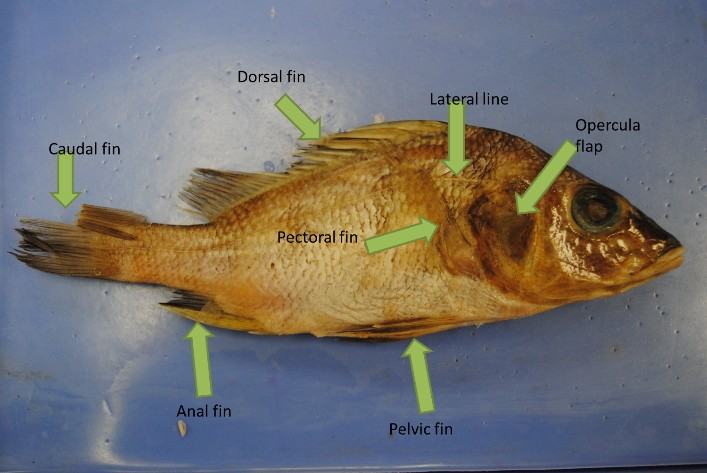 Dorsal fin
Lateral line
Opercula
flap
Caudal fin
Pectoral fin
Anal fin
Pelvic fin